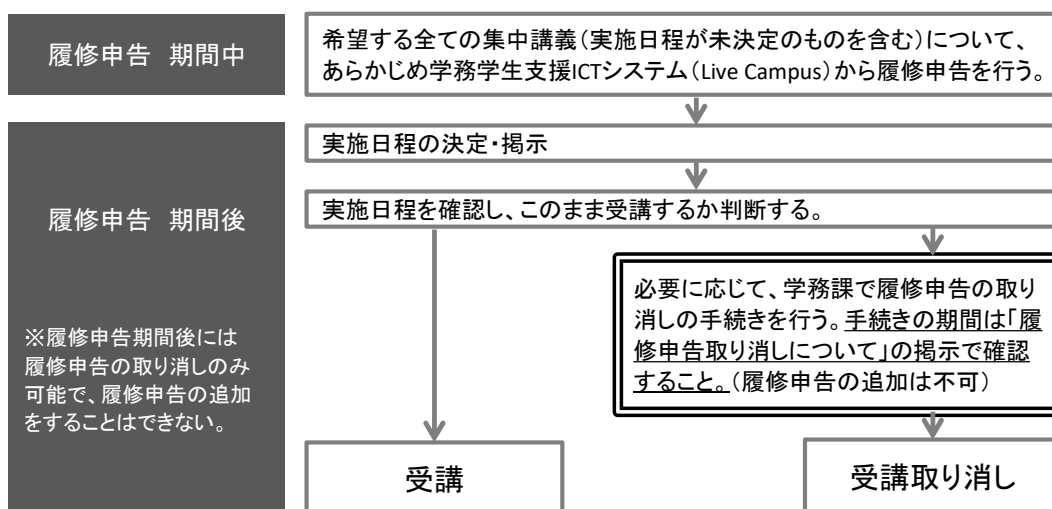 履修申告　期間中
希望する全ての集中講義（実施日程が未決定のものを含む）について、
あらかじめ学務学生支援ICTシステム（Live Campus）から履修申告を行う。
実施日程の決定・掲示
履修申告　期間後
実施日程を確認し、このまま受講するか判断する。
※履修申告期間後には
履修申告の取り消しのみ
可能で、履修申告の追加
をすることはできない。
必要に応じて、学務課で履修申告の取り
消しの手続きを行う。手続きの期間は「履
修申告取り消しについて」の掲示で確認
すること。（履修申告の追加は不可）
受講
受講取り消し